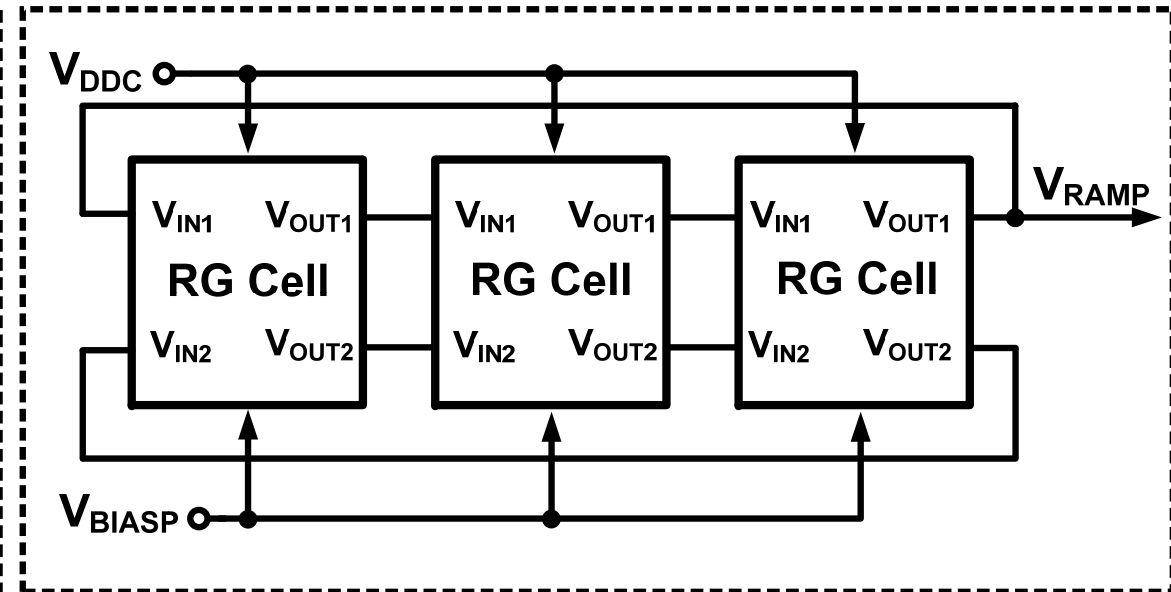 VDDC
VRAMP
VIN1 VOUT1 VIN1 VOUT1 VIN1 VOUT1
RG Cell RG Cell RG Cell
VIN2 VOUT2 VIN2 VOUT2 VIN2 VOUT2
VBIASP